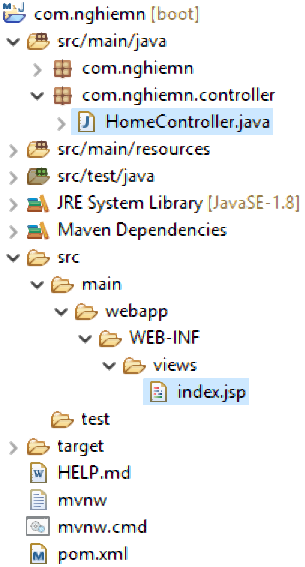 com.nghiemn [boot]
src/main/java
com.nghiemn
com.nghiemn.controller
HomeController.java
src/main/resources
src/test/java
JRE System Library [JavaSE-1.8]
Maven Dependencies
src
main
webapp
WEB-INF
views
index.jsp
test
target
HELP.md
mvnw
mvnw.cmd
pom.xml